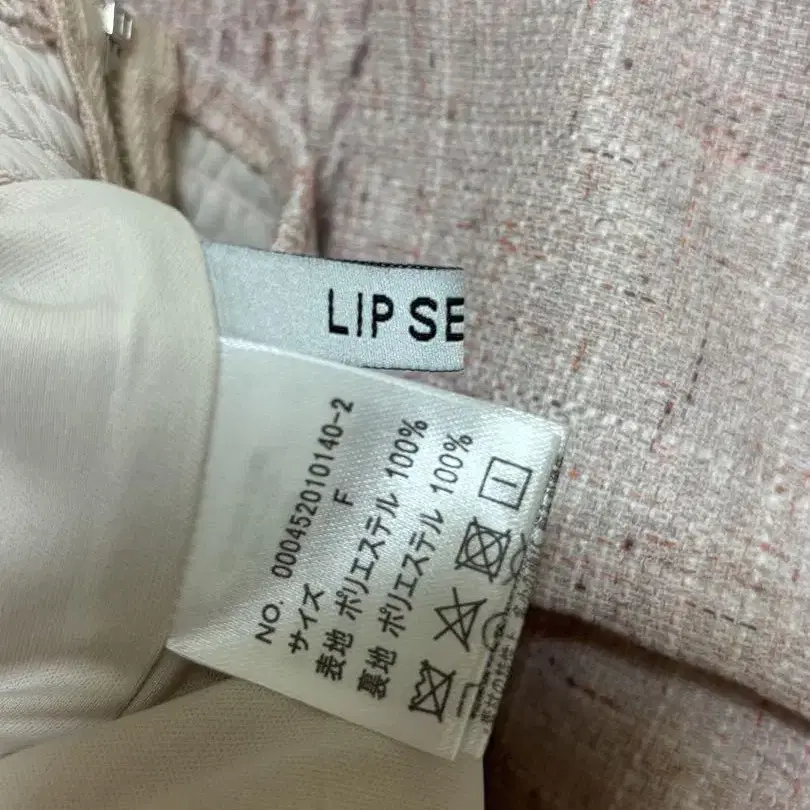 LIP SE
NO. 000452010140-2
サイズ F
表地 ポリエステル 100%
裏地 ポリエステル 100%